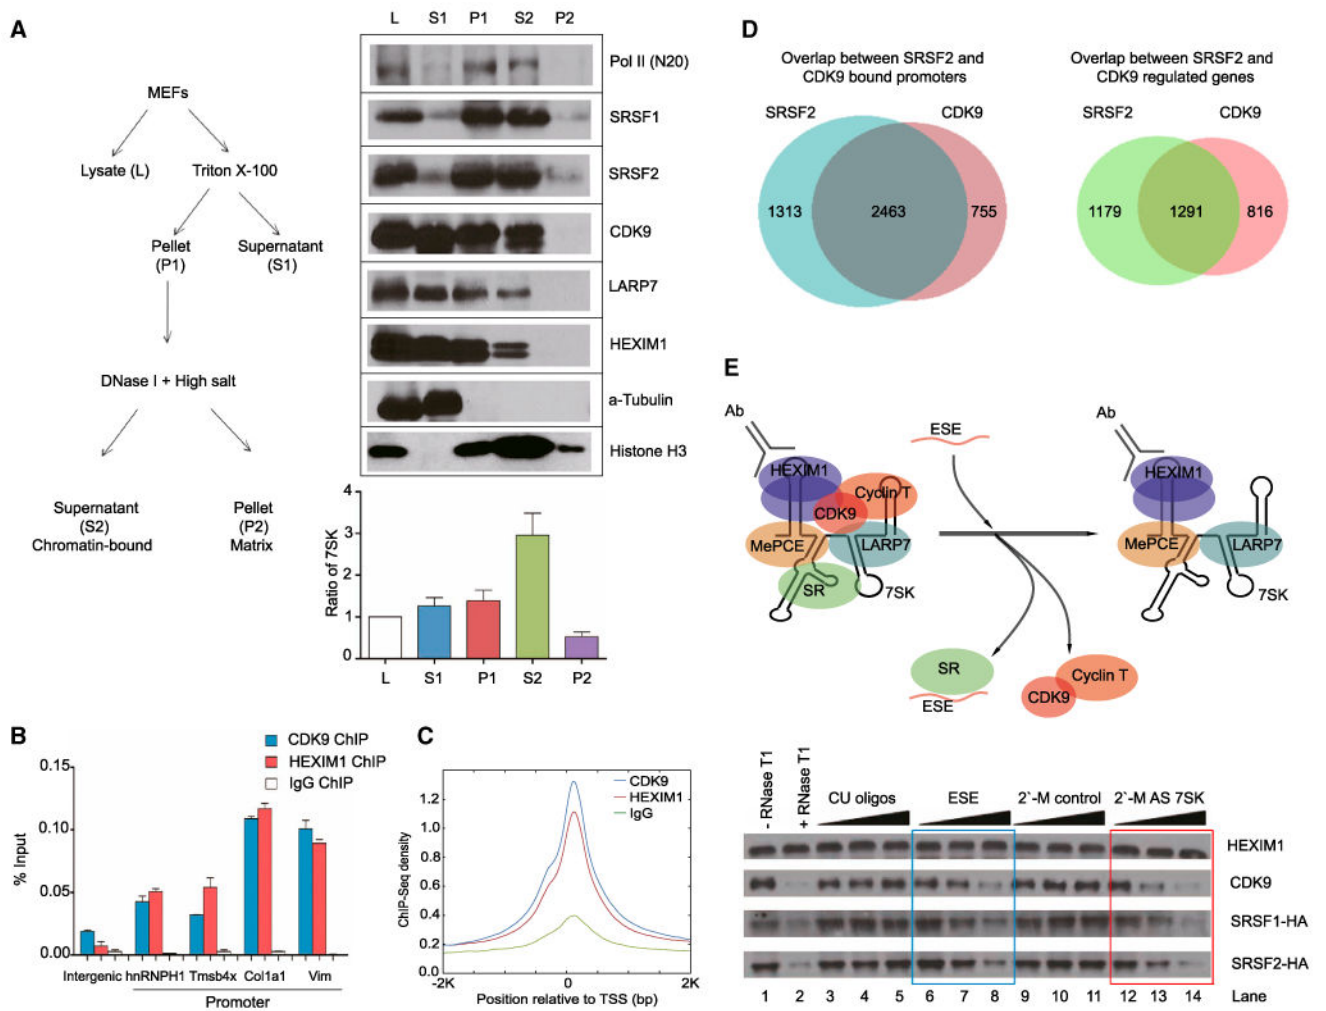 A
L S1 P1 S2 P2
MEFs
Lysate (L) Triton X-100
Pellet
(P1)
Supernatant
(S1)
DNase I + High salt
Supernatant
(S2)
Chromatin-bound
Pellet
(P2)
Matrix
Pol II (N20)
SRSF1
SRSF2
CDK9
LARP7
HEXIM1
a-Tubulin
Histone H3
Ratio of 7SK
4
3
2
1
0
L S1 P1 S2 P2
B
CDK9 ChIP
HEXIM1 ChIP
IgG ChIP
% Input
0.15
0.10
0.05
0.00
Intergenic hnRNPH1 Tmsb4x Col1a1 Vim
Promoter
C
CDK9
HEXIM1
IgG
ChIP-Seq density
1.2
1.0
0.8
0.6
0.4
0.2
0.0
-2K 0 2K
Position relative to TSS (bp)
D
Overlap between SRSF2 and
CDK9 bound promoters
SRSF2 CDK9
1313 2463 755
Overlap between SRSF2 and
CDK9 regulated genes
SRSF2 CDK9
1179 1291 816
E
Ab
HEXIM1
Cyclin T
CDK9
MePCE
LARP7
SR
7SK
ESE
Ab
HEXIM1
MePCE
LARP7
7SK
SR
ESE
Cyclin T
CDK9
- RNase T1
+ RNase T1
CU oligos ESE 2`-M control 2`-M AS 7SK
HEXIM1
CDK9
SRSF1-HA
SRSF2-HA
1 2 3 4 5 6 7 8 9 10 11 12 13 14 Lane